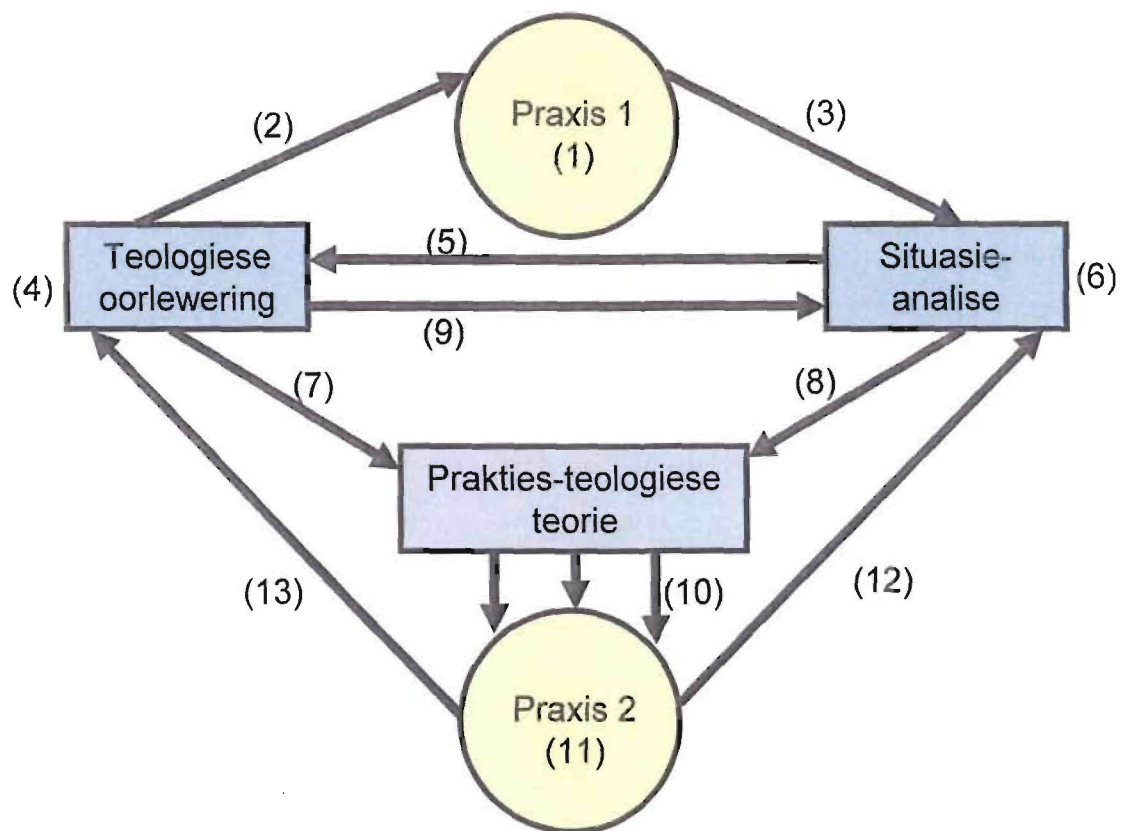 Praxis 1
(1)
(2)
(3)
Teologiese
oorlewering
(4)
(5)
Situasie-
analise
(6)
(9)
(7)
(8)
Prakties-teologiese
teorie
(10)
(12)
(13)
Praxis 2
(11)